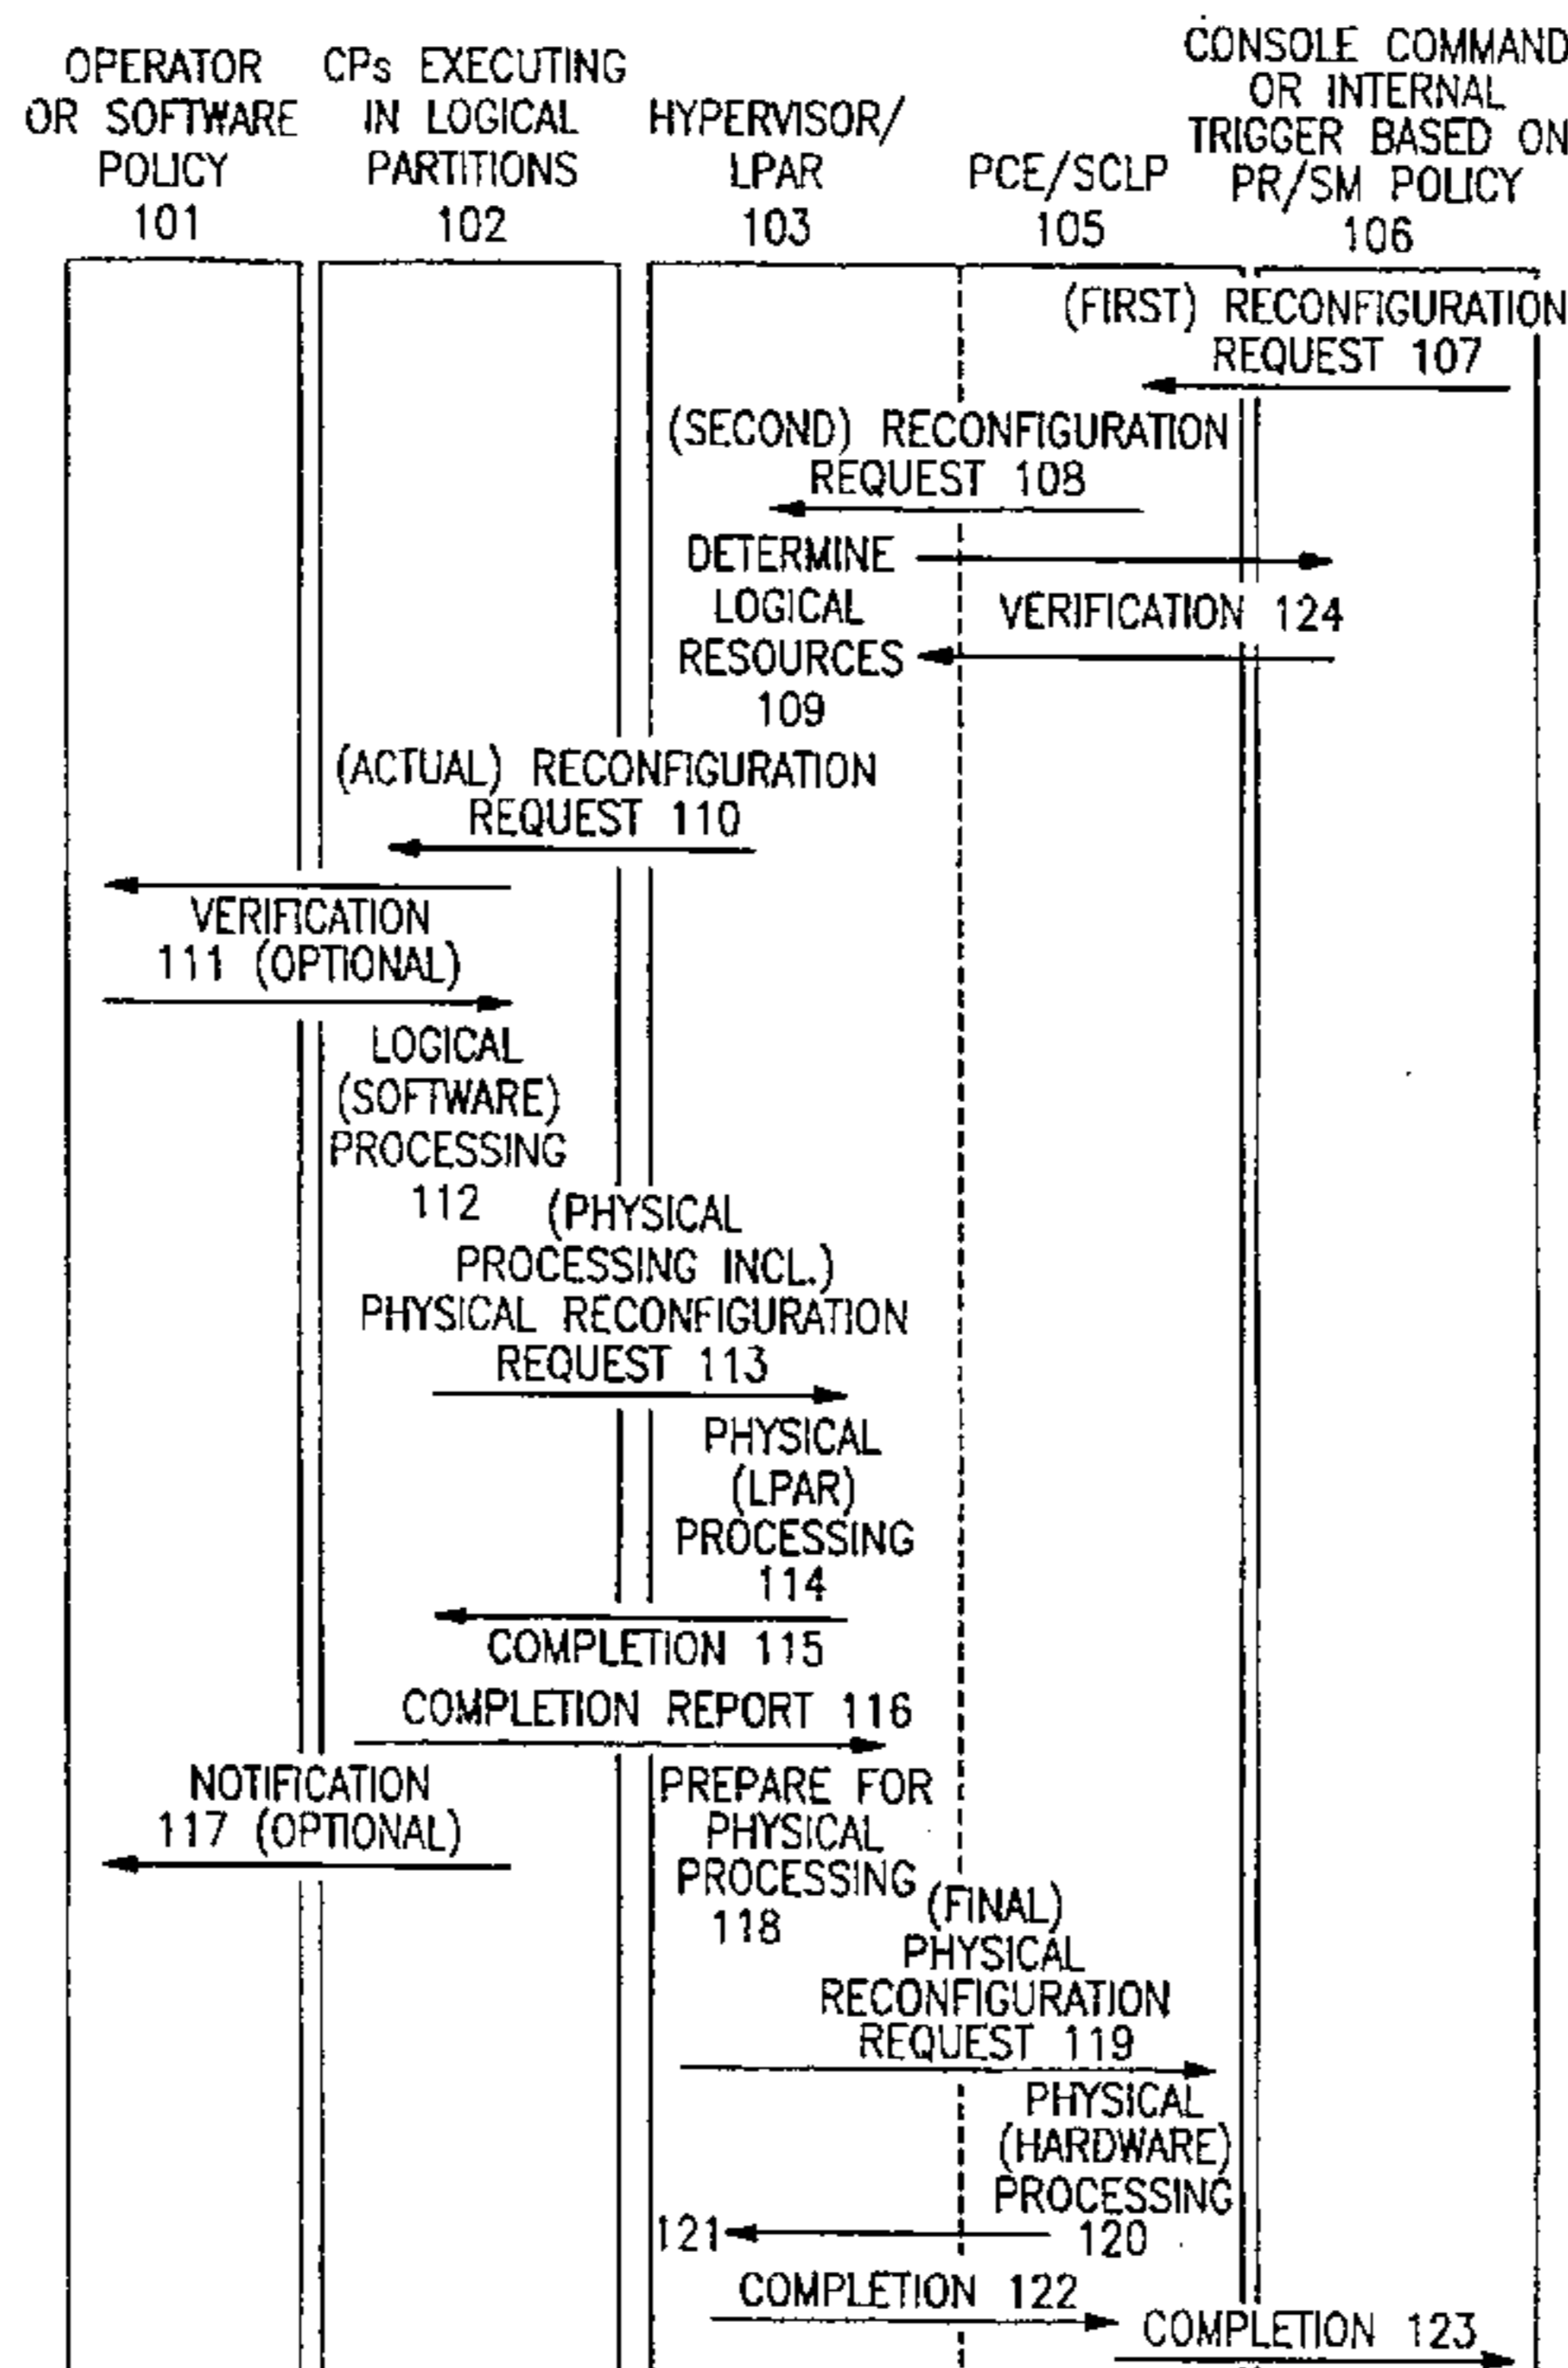 OPERATOR
OR SOFTWARE
POLICY
101
CPs EXECUTING
IN LOGICAL
PARTITIONS
102
HYPERVISOR/
LPAR
103
PCE/SCLP
105
CONSOLE COMMAND
OR INTERNAL
TRIGGER BASED ON
PR/SM POLICY
106
(FIRST) RECONFIGURATION
REQUEST 107
(SECOND) RECONFIGURATION
REQUEST 108
DETERMINE
LOGICAL
RESOURCES
109
VERIFICATION 124
(ACTUAL) RECONFIGURATION
REQUEST 110
VERIFICATION
111 (OPTIONAL)
LOGICAL
(SOFTWARE)
PROCESSING
112
(PHYSICAL
PROCESSING INCL.)
PHYSICAL RECONFIGURATION
REQUEST 113
PHYSICAL
(LPAR)
PROCESSING
114
COMPLETION 115
COMPLETION REPORT 116
NOTIFICATION
117 (OPTIONAL)
PREPARE FOR
PHYSICAL
PROCESSING
118
(FINAL)
PHYSICAL
RECONFIGURATION
REQUEST 119
PHYSICAL
(HARDWARE)
PROCESSING
120
121
COMPLETION 122
COMPLETION 123